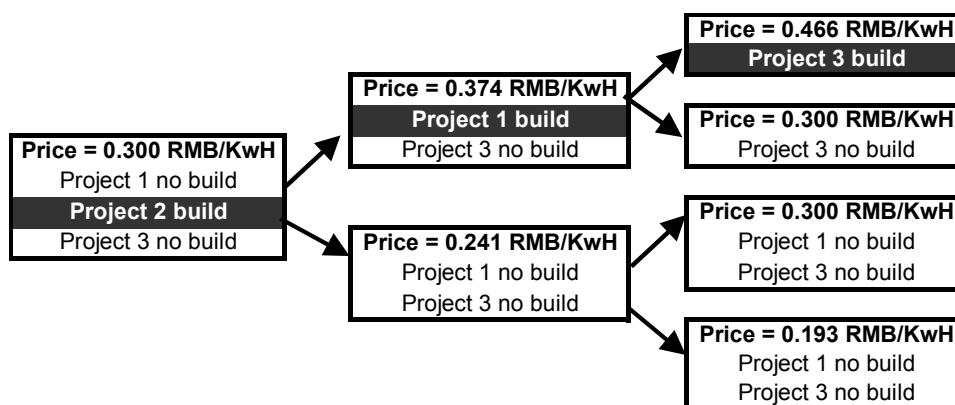 Price = 0.300 RMB/KwH
Project 1 no build
Project 2 build
Project 3 no build
Price = 0.374 RMB/KwH
Project 1 build
Project 3 no build
Price = 0.241 RMB/KwH
Project 1 no build
Project 3 no build
Price = 0.466 RMB/KwH
Project 3 build
Price = 0.300 RMB/KwH
Project 3 no build
Price = 0.300 RMB/KwH
Project 1 no build
Project 3 no build
Price = 0.193 RMB/KwH
Project 1 no build
Project 3 no build